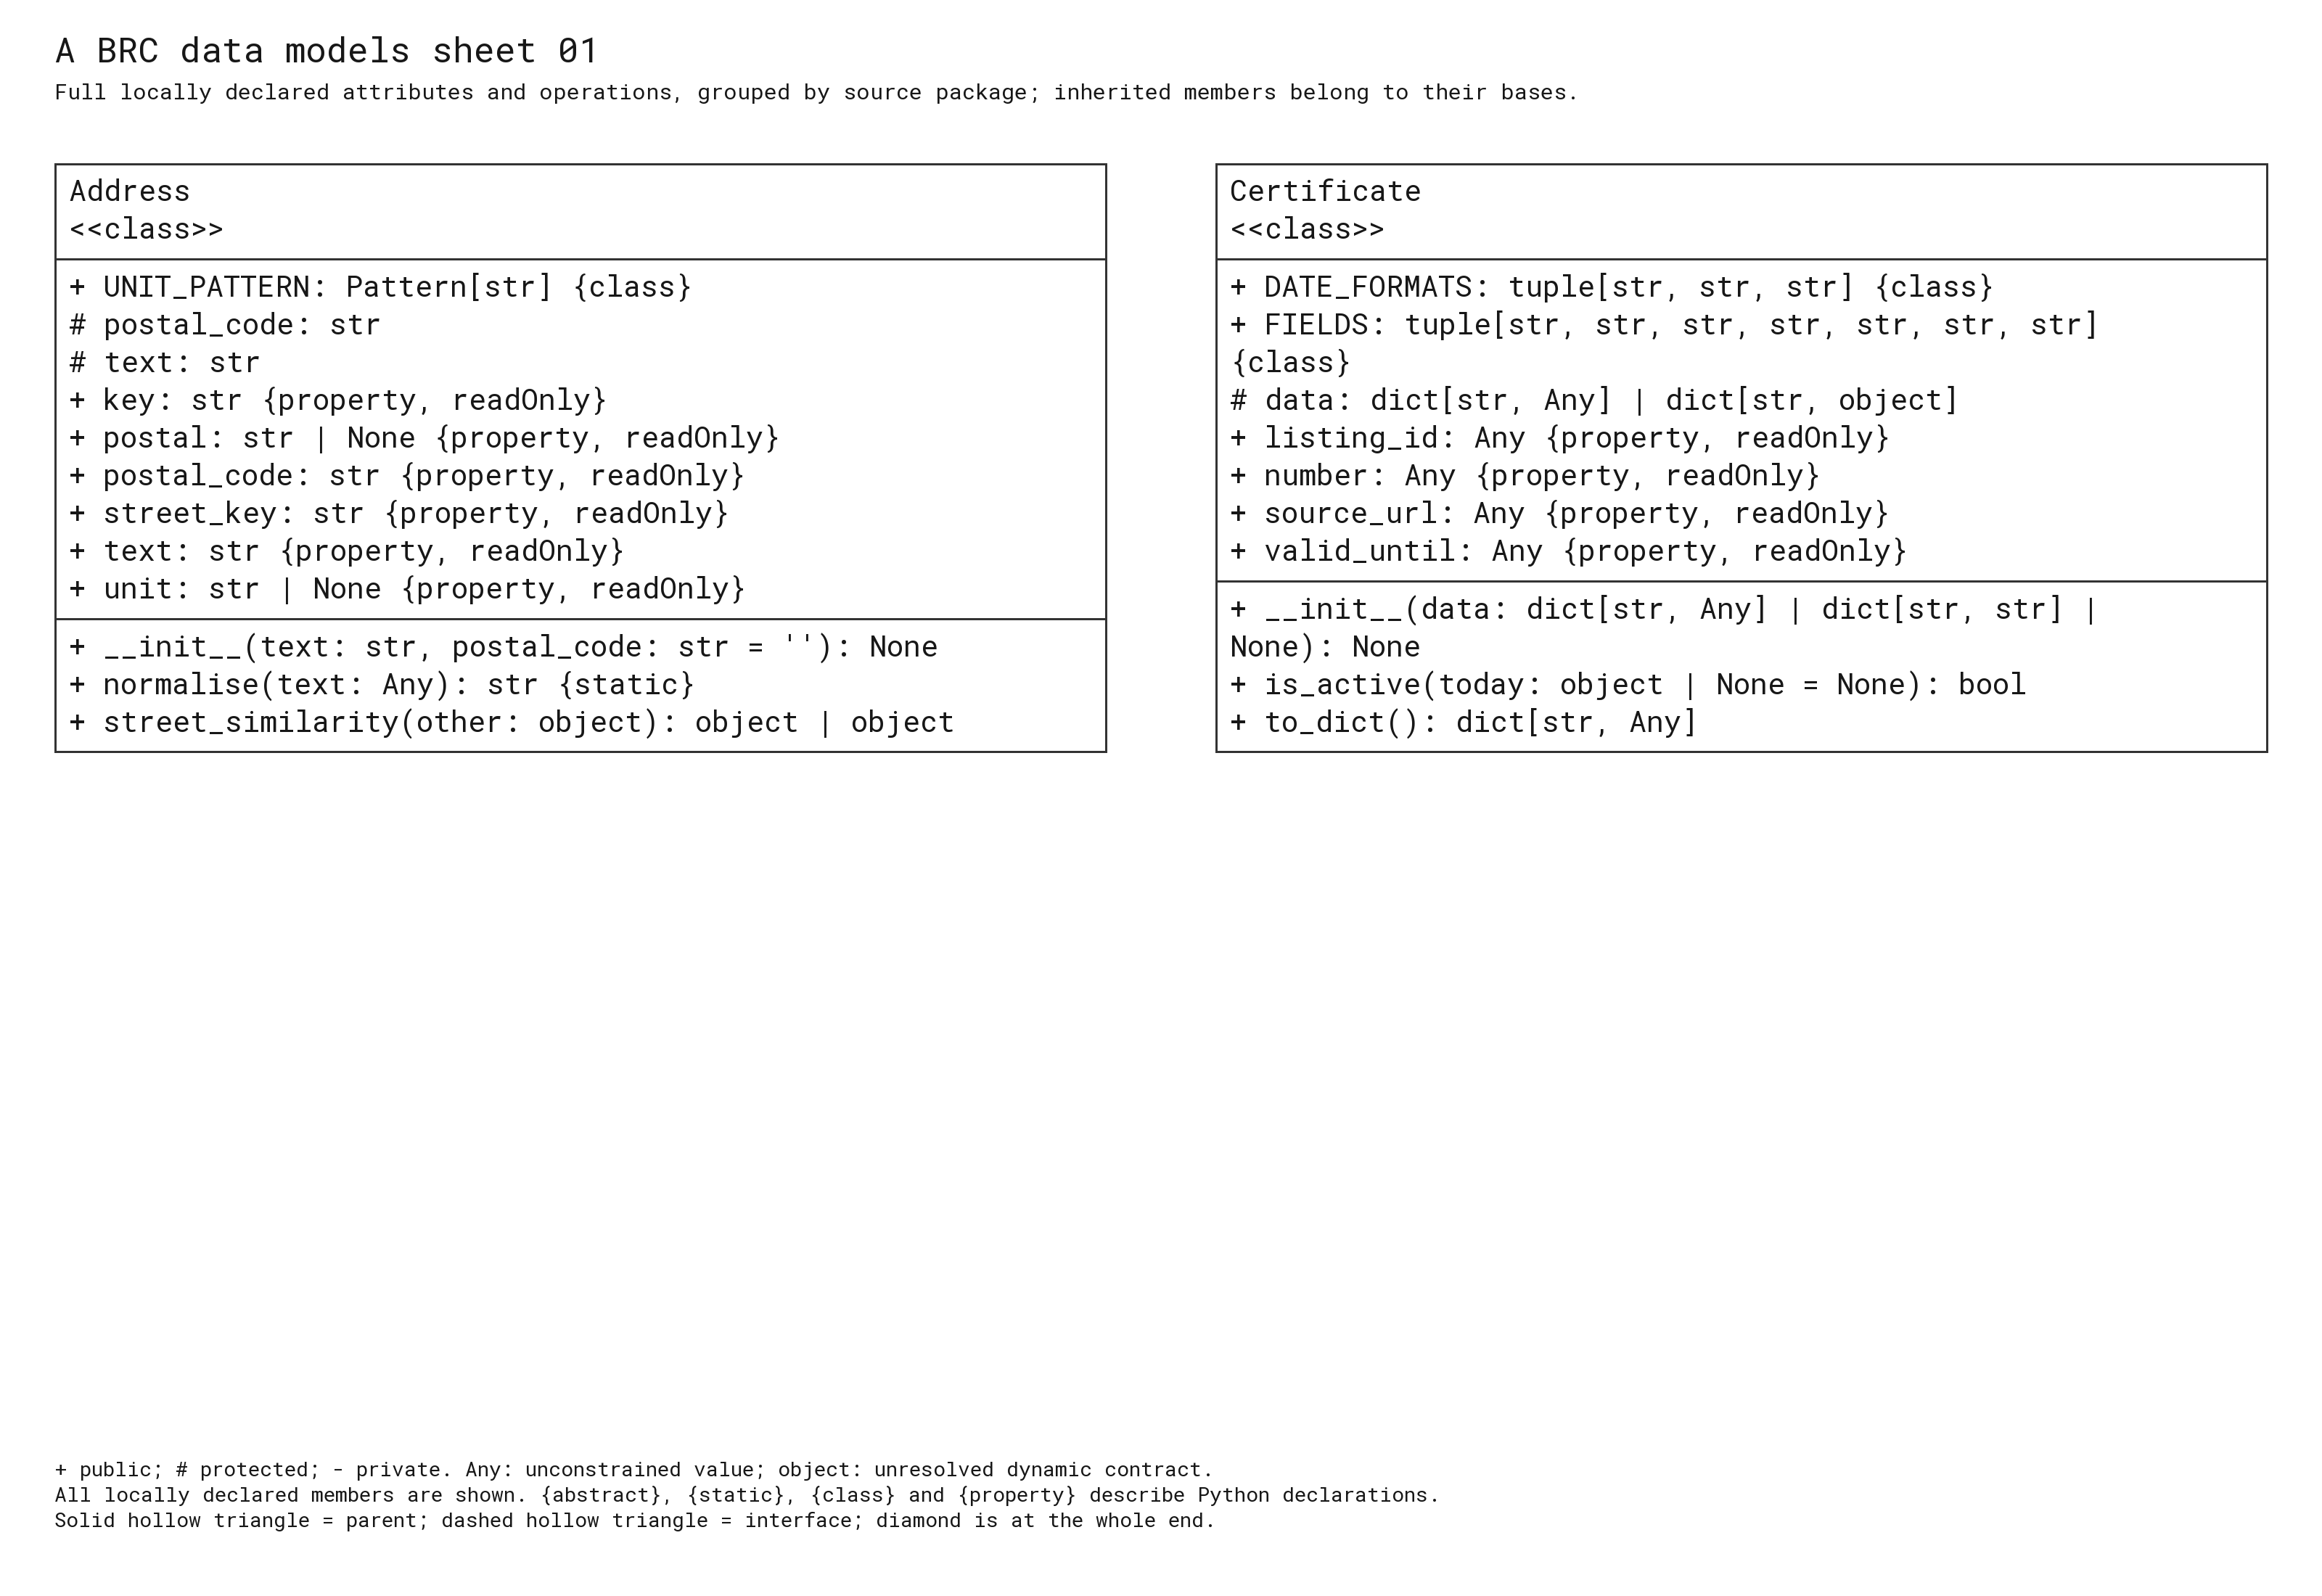 A BRC data models sheet 01
Full locally declared attributes and operations, grouped by source package; inherited members belong to their bases.
Address
<<class>>
+ UNIT_PATTERN: Pattern[str] {class}
# postal_code: str
# text: str
+ key: str {property, readOnly}
+ postal: str | None {property, readOnly}
+ postal_code: str {property, readOnly}
+ street_key: str {property, readOnly}
+ text: str {property, readOnly}
+ unit: str | None {property, readOnly}
+ __init__(text: str, postal_code: str = ''): None
+ normalise(text: Any): str {static}
+ street_similarity(other: object): object | object
Certificate
<<class>>
+ DATE_FORMATS: tuple[str, str, str] {class}
+ FIELDS: tuple[str, str, str, str, str, str, str]
{class}
# data: dict[str, Any] | dict[str, object]
+ listing_id: Any {property, readOnly}
+ number: Any {property, readOnly}
+ source_url: Any {property, readOnly}
+ valid_until: Any {property, readOnly}
+ __init__(data: dict[str, Any] | dict[str, str] |
None): None
+ is_active(today: object | None = None): bool
+ to_dict(): dict[str, Any]
+ public; # protected; - private. Any: unconstrained value; object: unresolved dynamic contract.
All locally declared members are shown. {abstract}, {static}, {class} and {property} describe Python declarations.
Solid hollow triangle = parent; dashed hollow triangle = interface; diamond is at the whole end.